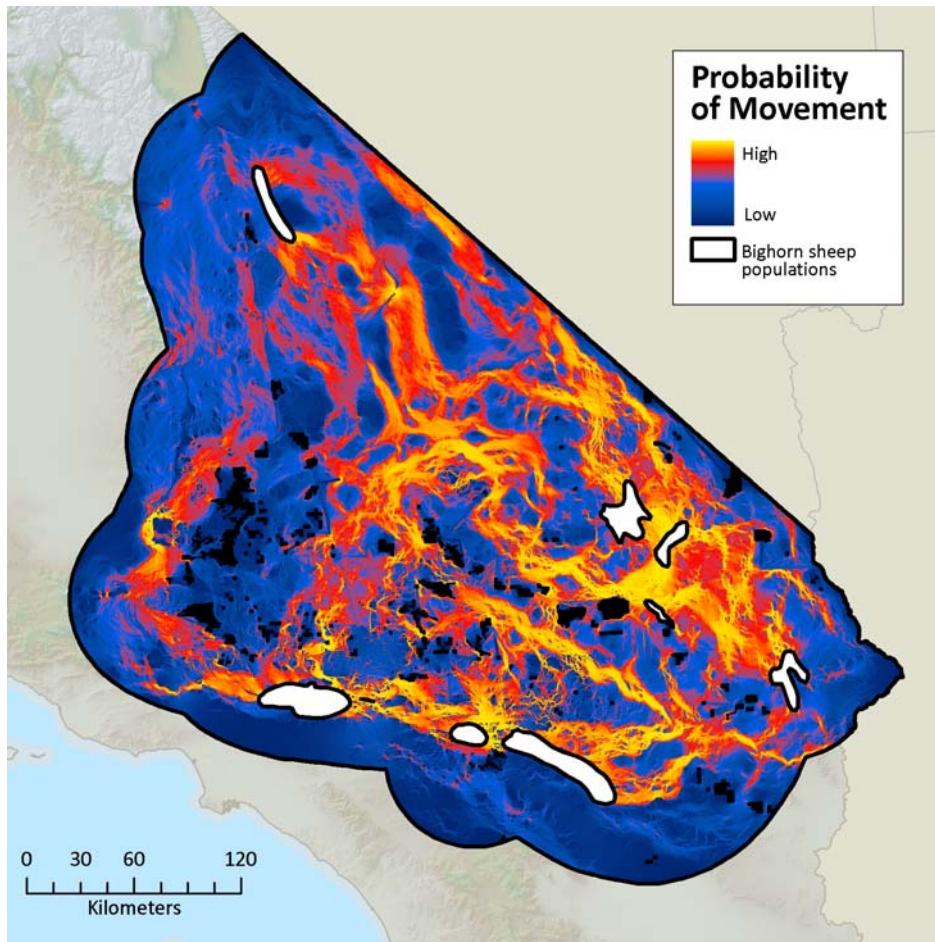 Probability
of Movement
High
Low
Bighorn sheep
populations
0 30 60 120
Kilometers